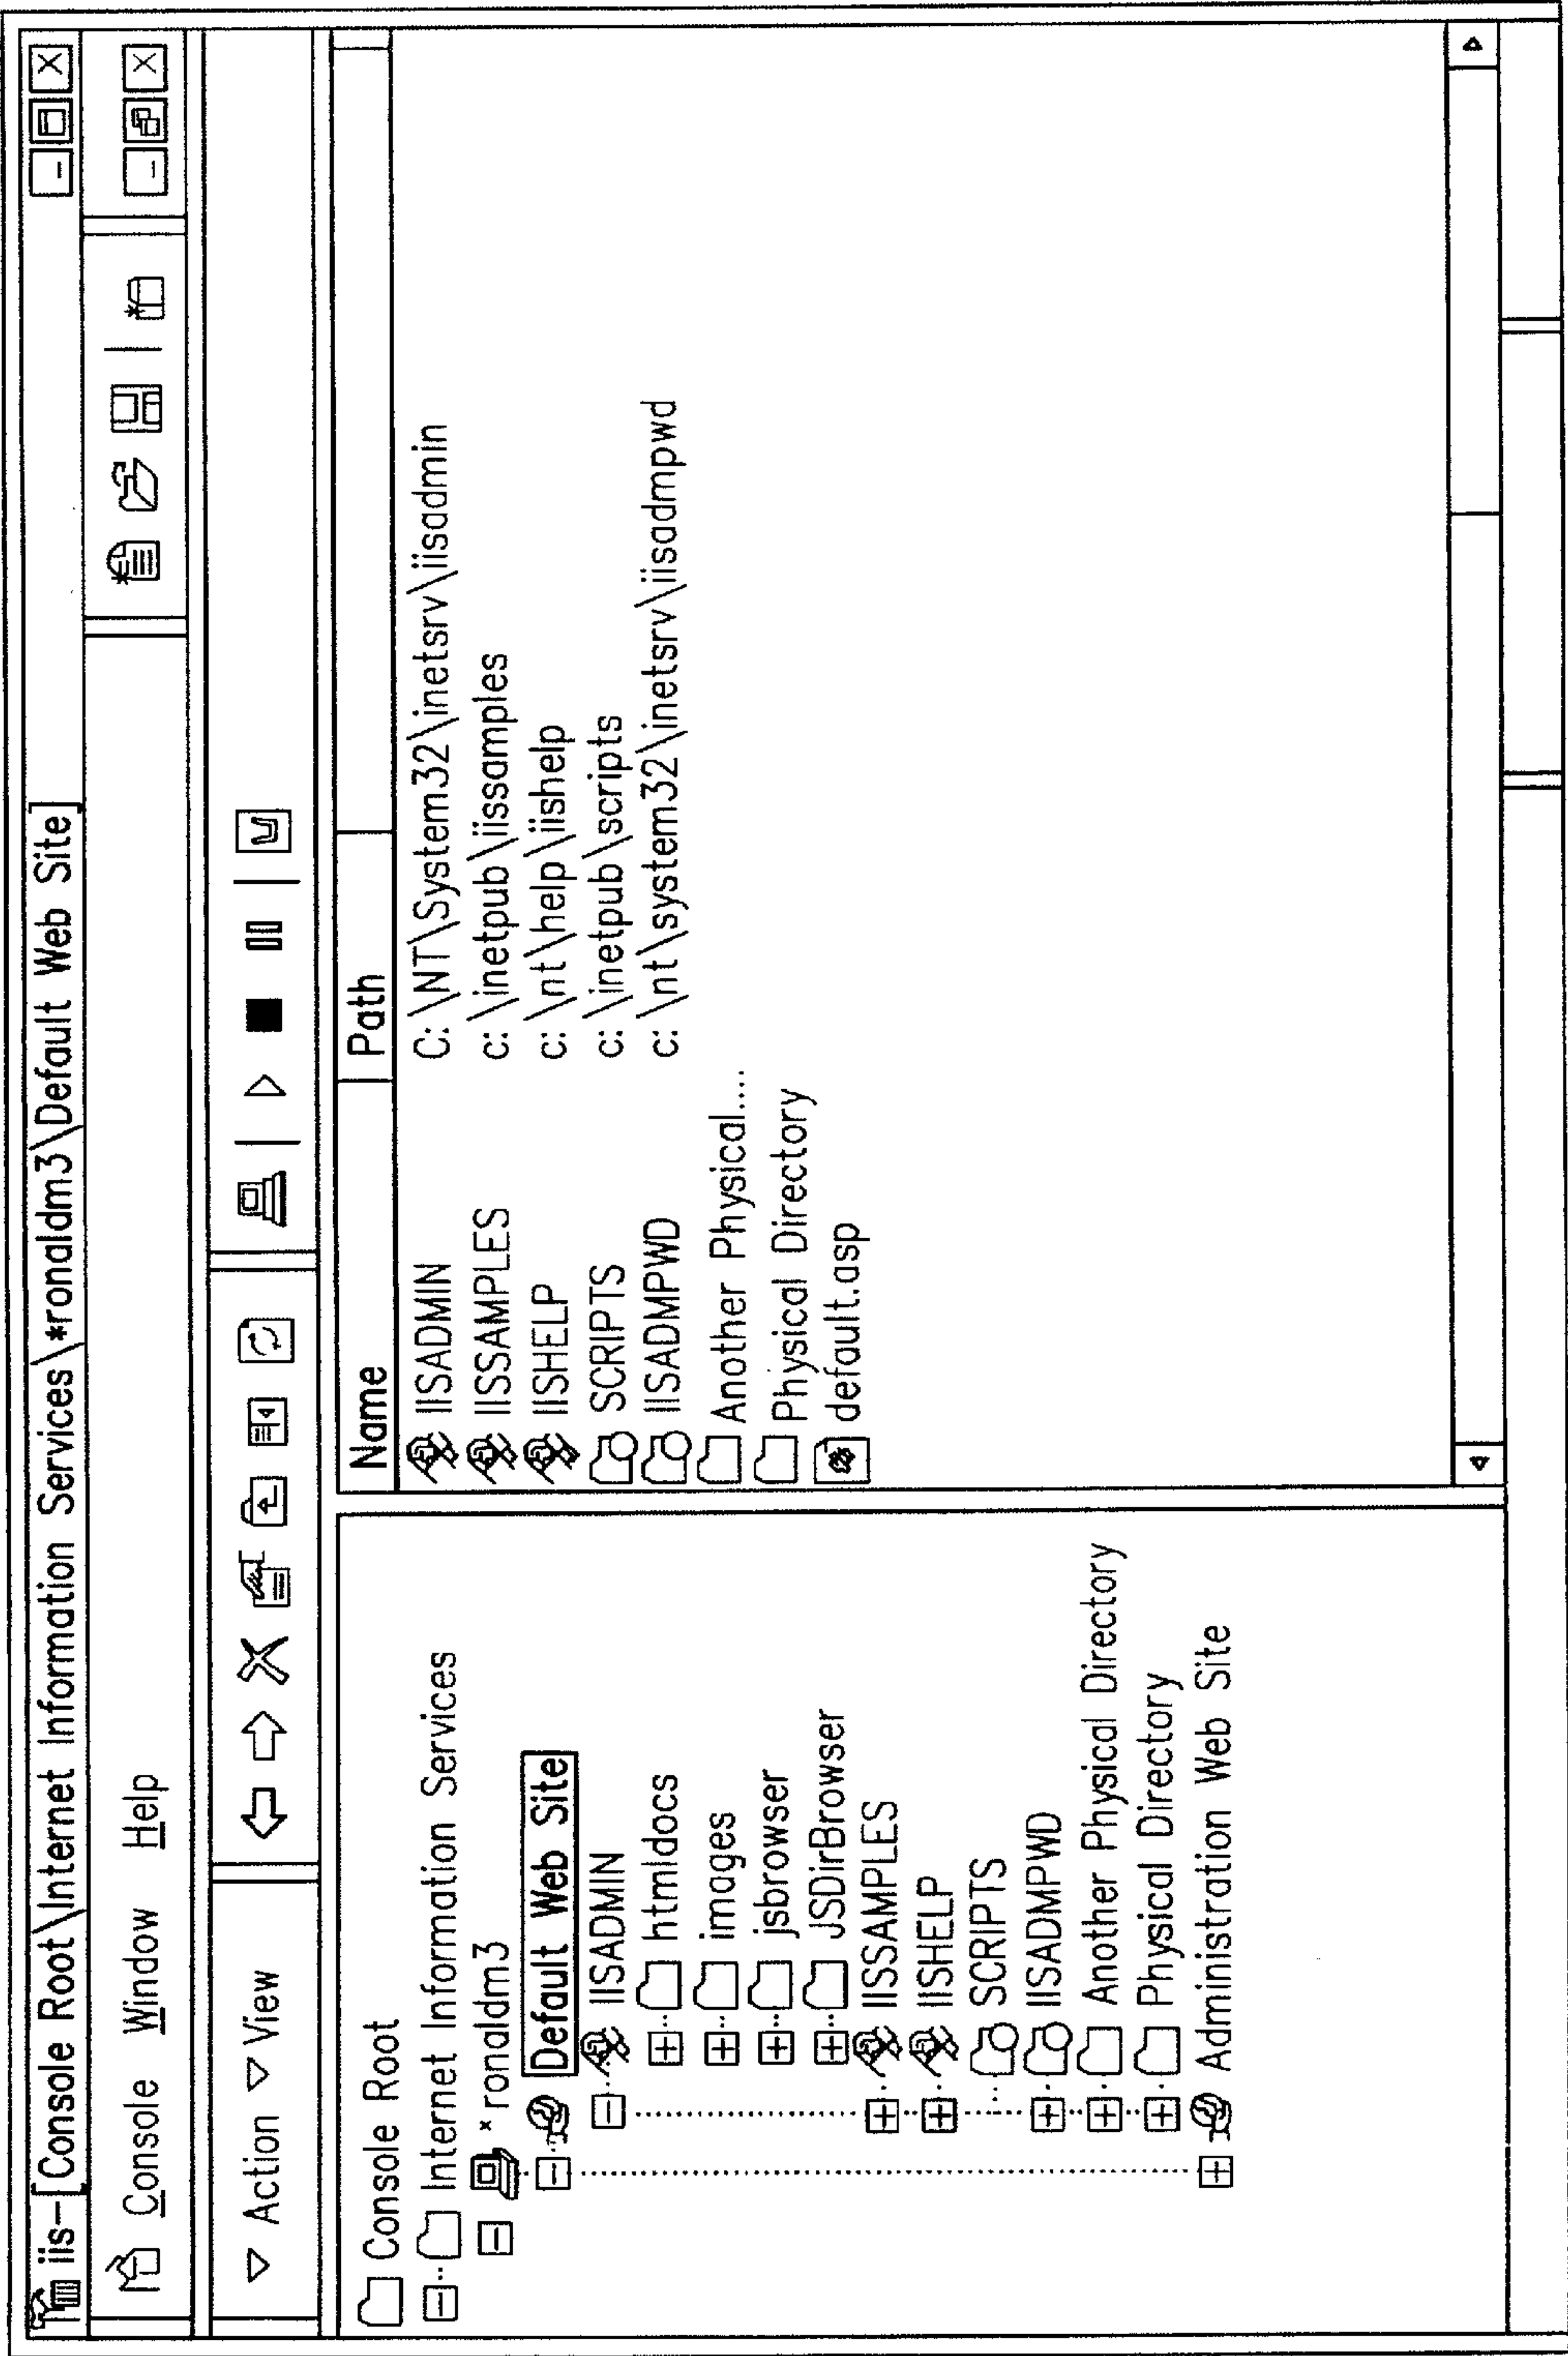 iis-[Console Root\Internet Information Services\*ronaldm3\Default Web Site]
Console Window Help
Action View
Console Root
Internet Information Services
*ronaldm3
Default Web Site
IISADMIN
htmldocs
images
jsbrowser
JSDirBrowser
IISSAMPLES
IISHELP
SCRIPTS
IISADMPWD
Another Physical Directory
Physical Directory
Administration Web Site
Name Path
IISADMIN C:\NT\System32\inetsrv\iisadmin
IISSAMPLES c:\inetpub\iissamples
IISHELP c:\nt\help\iishelp
SCRIPTS c:\inetpub\scripts
IISADMPWD c:\nt\system32\inetsrv\iisadmpwd
Another Physical....
Physical Directory
default.asp